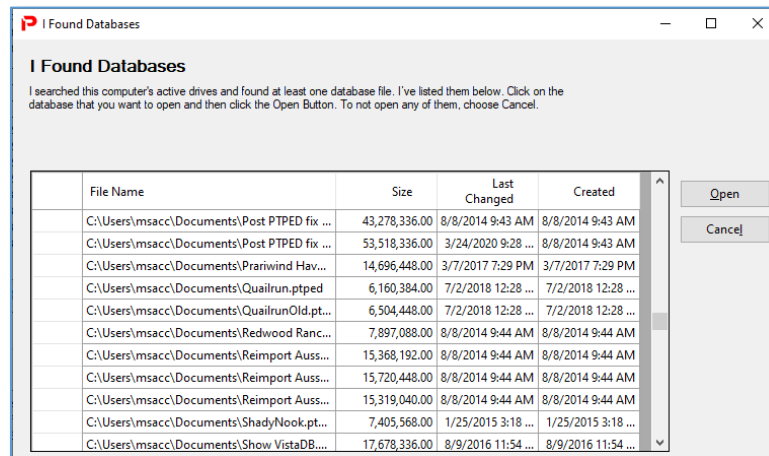 I Found Databases
I Found Databases
I searched this computer's active drives and found at least one database file. I've listed them below. Click on the
database that you want to open and then click the Open Button. To not open any of them, choose Cancel.
File Name Size Last Changed Created
C:\Users\msacc\Documents\Post PTPED fix ... 43,278,336.00 8/8/2014 9:43 AM 8/8/2014 9:43 AM
C:\Users\msacc\Documents\Post PTPED fix ... 53,518,336.00 3/24/2020 9:28 ... 8/8/2014 9:43 AM
C:\Users\msacc\Documents\Prariwind Hav... 14,696,448.00 3/7/2017 7:29 PM 3/7/2017 7:29 PM
C:\Users\msacc\Documents\Quailrun.ptped 6,160,384.00 7/2/2018 12:28 ... 7/2/2018 12:28 ...
C:\Users\msacc\Documents\QuailrunOld.pt... 6,504,448.00 7/2/2018 12:28 ... 7/2/2018 12:28 ...
C:\Users\msacc\Documents\Redwood Ranc... 7,897,088.00 8/8/2014 9:44 AM 8/8/2014 9:44 AM
C:\Users\msacc\Documents\Reimport Auss... 15,368,192.00 8/8/2014 9:44 AM 8/8/2014 9:44 AM
C:\Users\msacc\Documents\Reimport Auss... 15,720,448.00 8/8/2014 9:44 AM 8/8/2014 9:44 AM
C:\Users\msacc\Documents\Reimport Auss... 15,319,040.00 8/8/2014 9:44 AM 8/8/2014 9:44 AM
C:\Users\msacc\Documents\ShadyNook.pt... 7,405,568.00 1/25/2015 3:18 ... 1/25/2015 3:18 ...
C:\Users\msacc\Documents\Show VistaDB.... 17,678,336.00 8/9/2016 11:54 ... 8/9/2016 11:54 ...
Open
Cancel